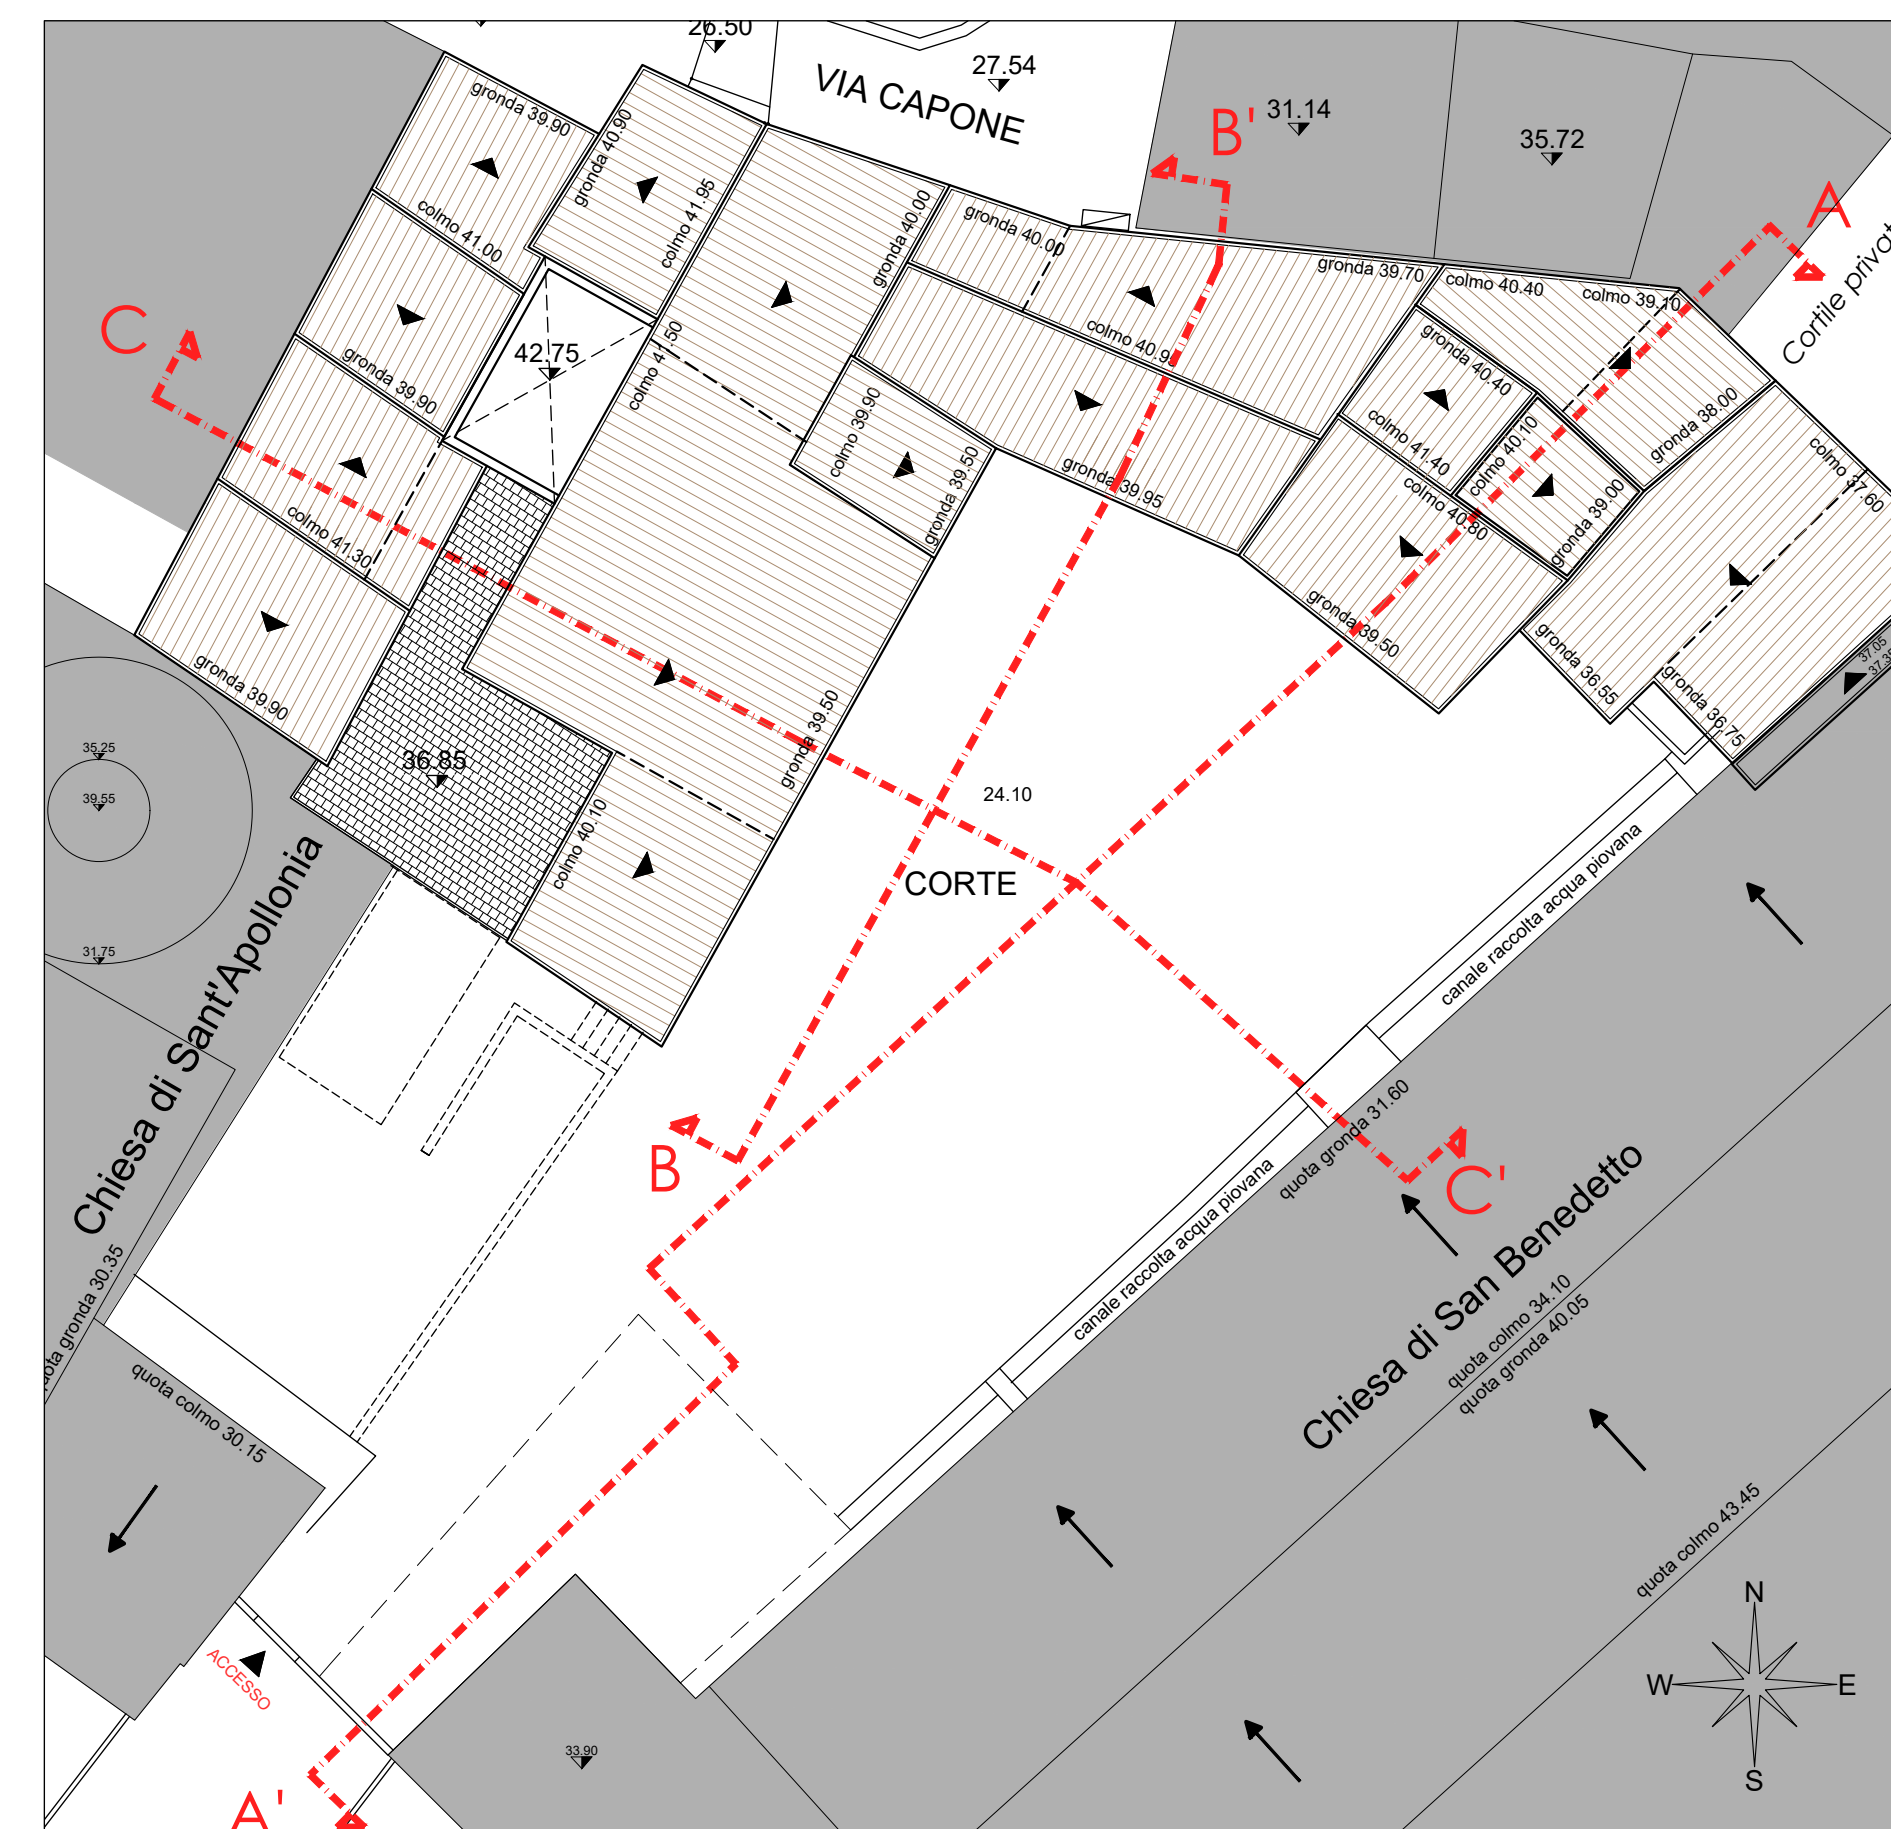 26.50
27.54
VIA CAPONE
31.14
35.72
B'
A
Cortile privat
gronda 39.90
gronda 40.90
colmo 41.95
gronda 40.00
gronda 40.00
gronda 39.70
colmo 40.40
colmo 39.10
colmo 41.00
C
42.75
colmo 41.50
gronda 39.90
colmo 40.9
gronda 40.40
gronda 38.00
colmo 39.90
gronda 39.50
gronda 39.95
colmo 41.40
colmo 40.10
colmo 40.80
gronda 39.00
colmo 37.60
colmo 41.30
gronda 39.90
gronda 39.50
gronda 36.55
gronda 36.75
37.05
gronda 39.50
36.85
35.25
39.55
31.75
colmo 40.10
24.10
CORTE
Chiesa di Sant'Apollonia
canale raccolta acqua piovana
B
C'
quota gronda 31.60
canale raccolta acqua piovana
Chiesa di San Benedetto
quota colmo 34.10
quota gronda 40.05
quota colmo 43.45
uota gronda 30.35
quota colmo 30.15
ACCESSO
33.90
A'
N
W
E
S